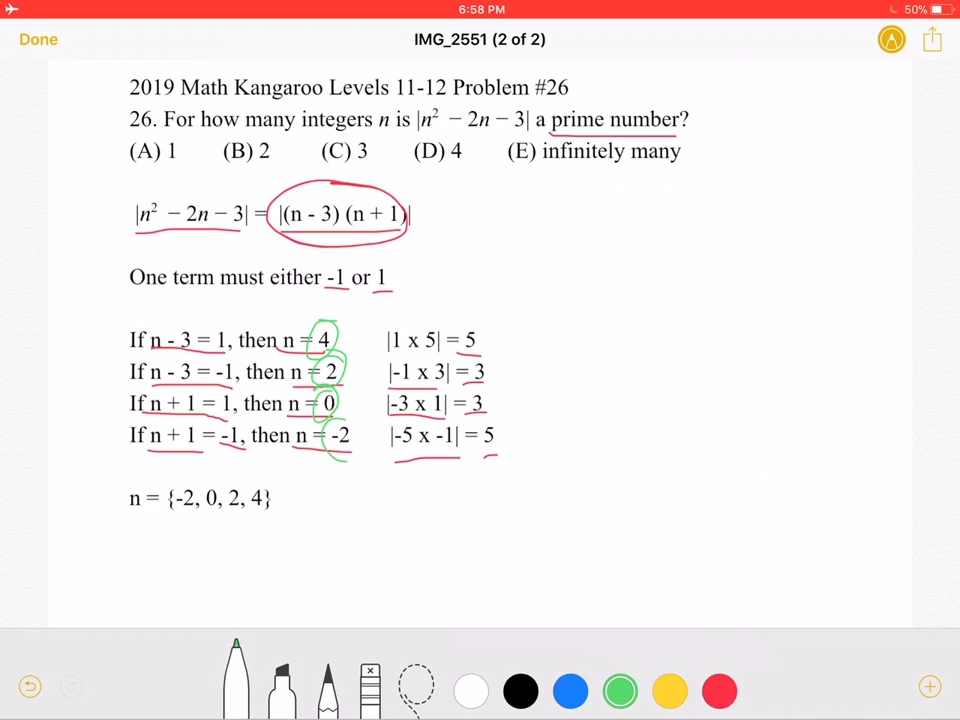 6:58 PM
50%
Done
IMG_2551 (2 of 2)
2019 Math Kangaroo Levels 11-12 Problem #26
26. For how many integers n is |n² − 2n − 3| a prime number?
(A) 1 (B) 2 (C) 3 (D) 4 (E) infinitely many
|n² − 2n − 3| = |(n - 3) (n + 1)|
One term must either -1 or 1
If n - 3 = 1, then n = 4 |1 x 5| = 5
If n - 3 = -1, then n = 2 |-1 x 3| = 3
If n + 1 = 1, then n = 0 |-3 x 1| = 3
If n + 1 = -1, then n = -2 |-5 x -1| = 5
n = {-2, 0, 2, 4}